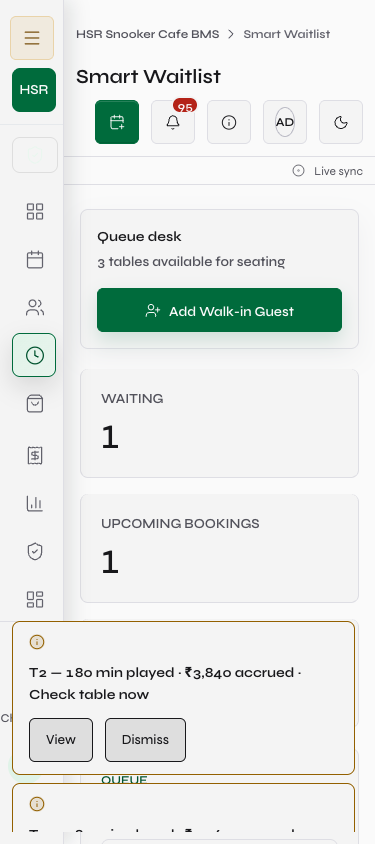 HSR
HSR Snooker Cafe BMS > Smart Waitlist
Smart Waitlist
95
AD
Live sync
Queue desk
3 tables available for seating
Add Walk-in Guest
WAITING
1
UPCOMING BOOKINGS
1
T2 — 180 min played · ₹3,840 accrued ·
Check table now
View
Dismiss
QUEUE